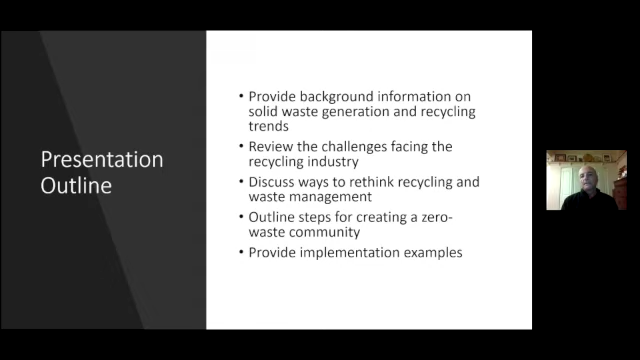 Presentation
Outline
• Provide background information on
solid waste generation and recycling
trends
• Review the challenges facing the
recycling industry
• Discuss ways to rethink recycling and
waste management
• Outline steps for creating a zero-
waste community
• Provide implementation examples